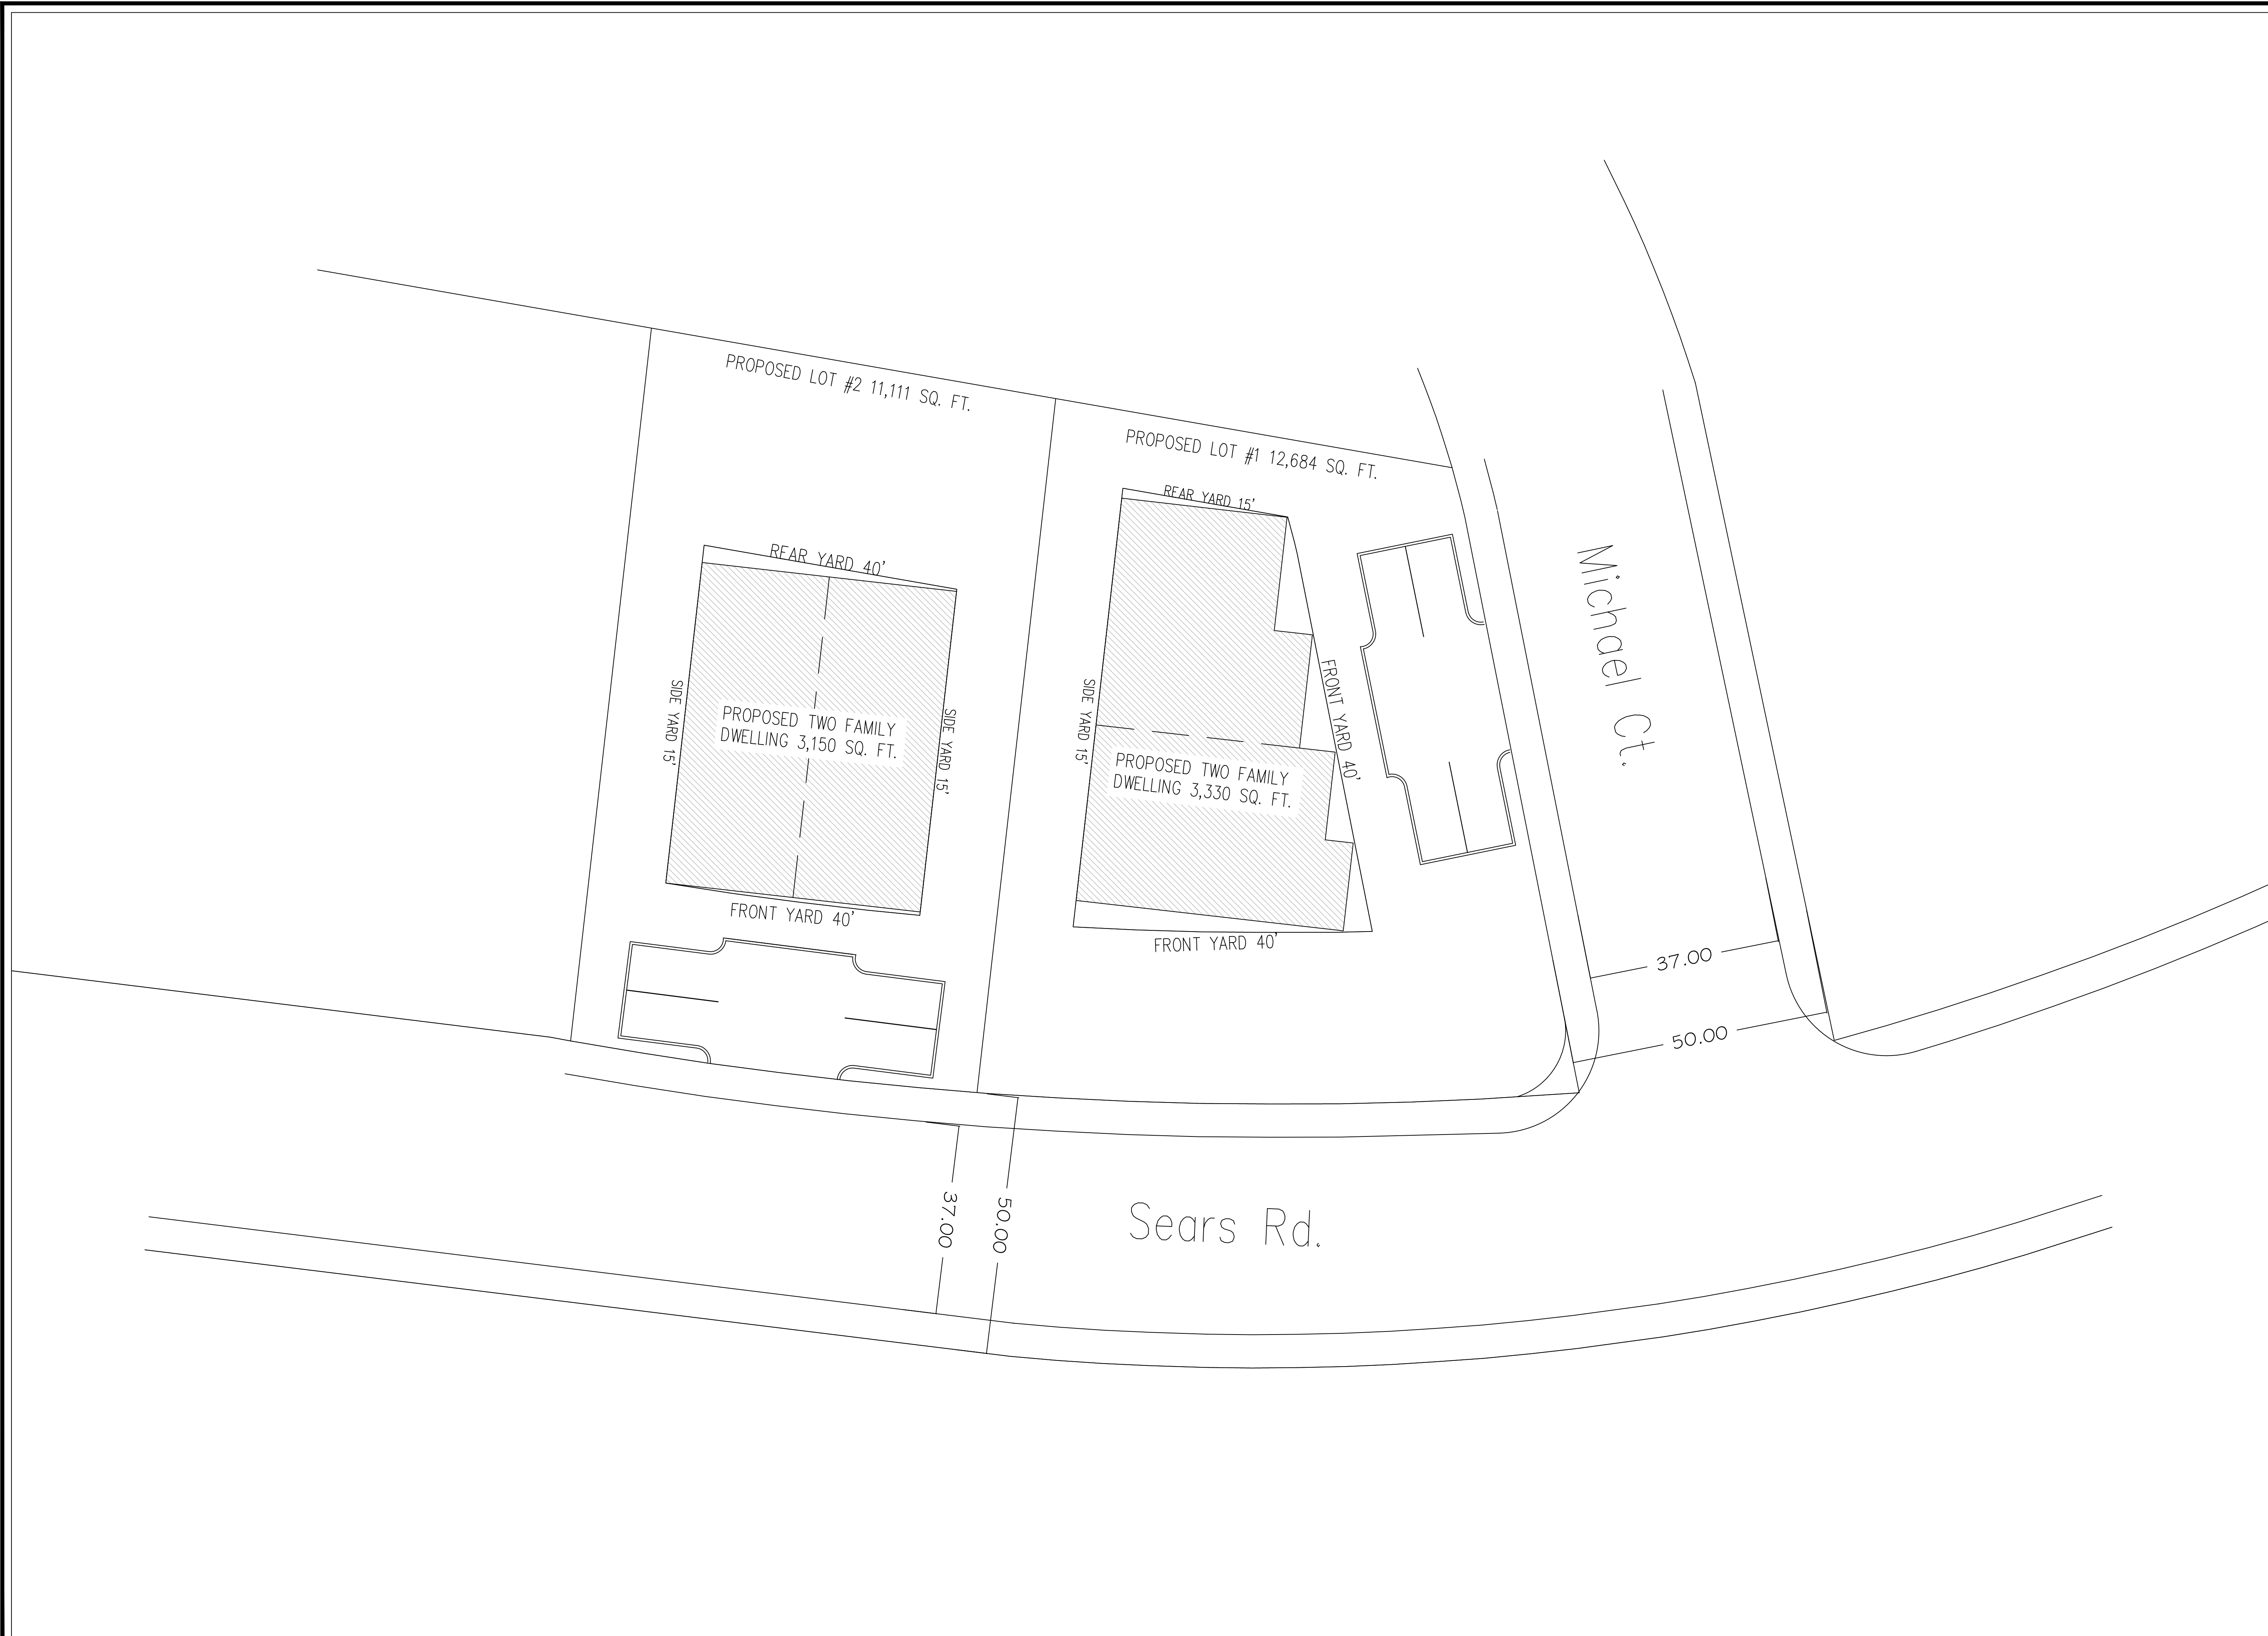 PROPOSED LOT #2 11,111 SQ. FT.
PROPOSED LOT #1 12,684 SQ. FT.
REAR YARD 15'
REAR YARD 40'
Michael Ct.
SIDE YARD 15'
PROPOSED TWO FAMILY
DWELLING 3,150 SQ. FT.
SIDE YARD 15'
SIDE YARD 15'
PROPOSED TWO FAMILY
DWELLING 3,330 SQ. FT.
FRONT YARD 40'
FRONT YARD 40'
FRONT YARD 40'
37.00
50.00
37.00
50.00
Sears Rd.